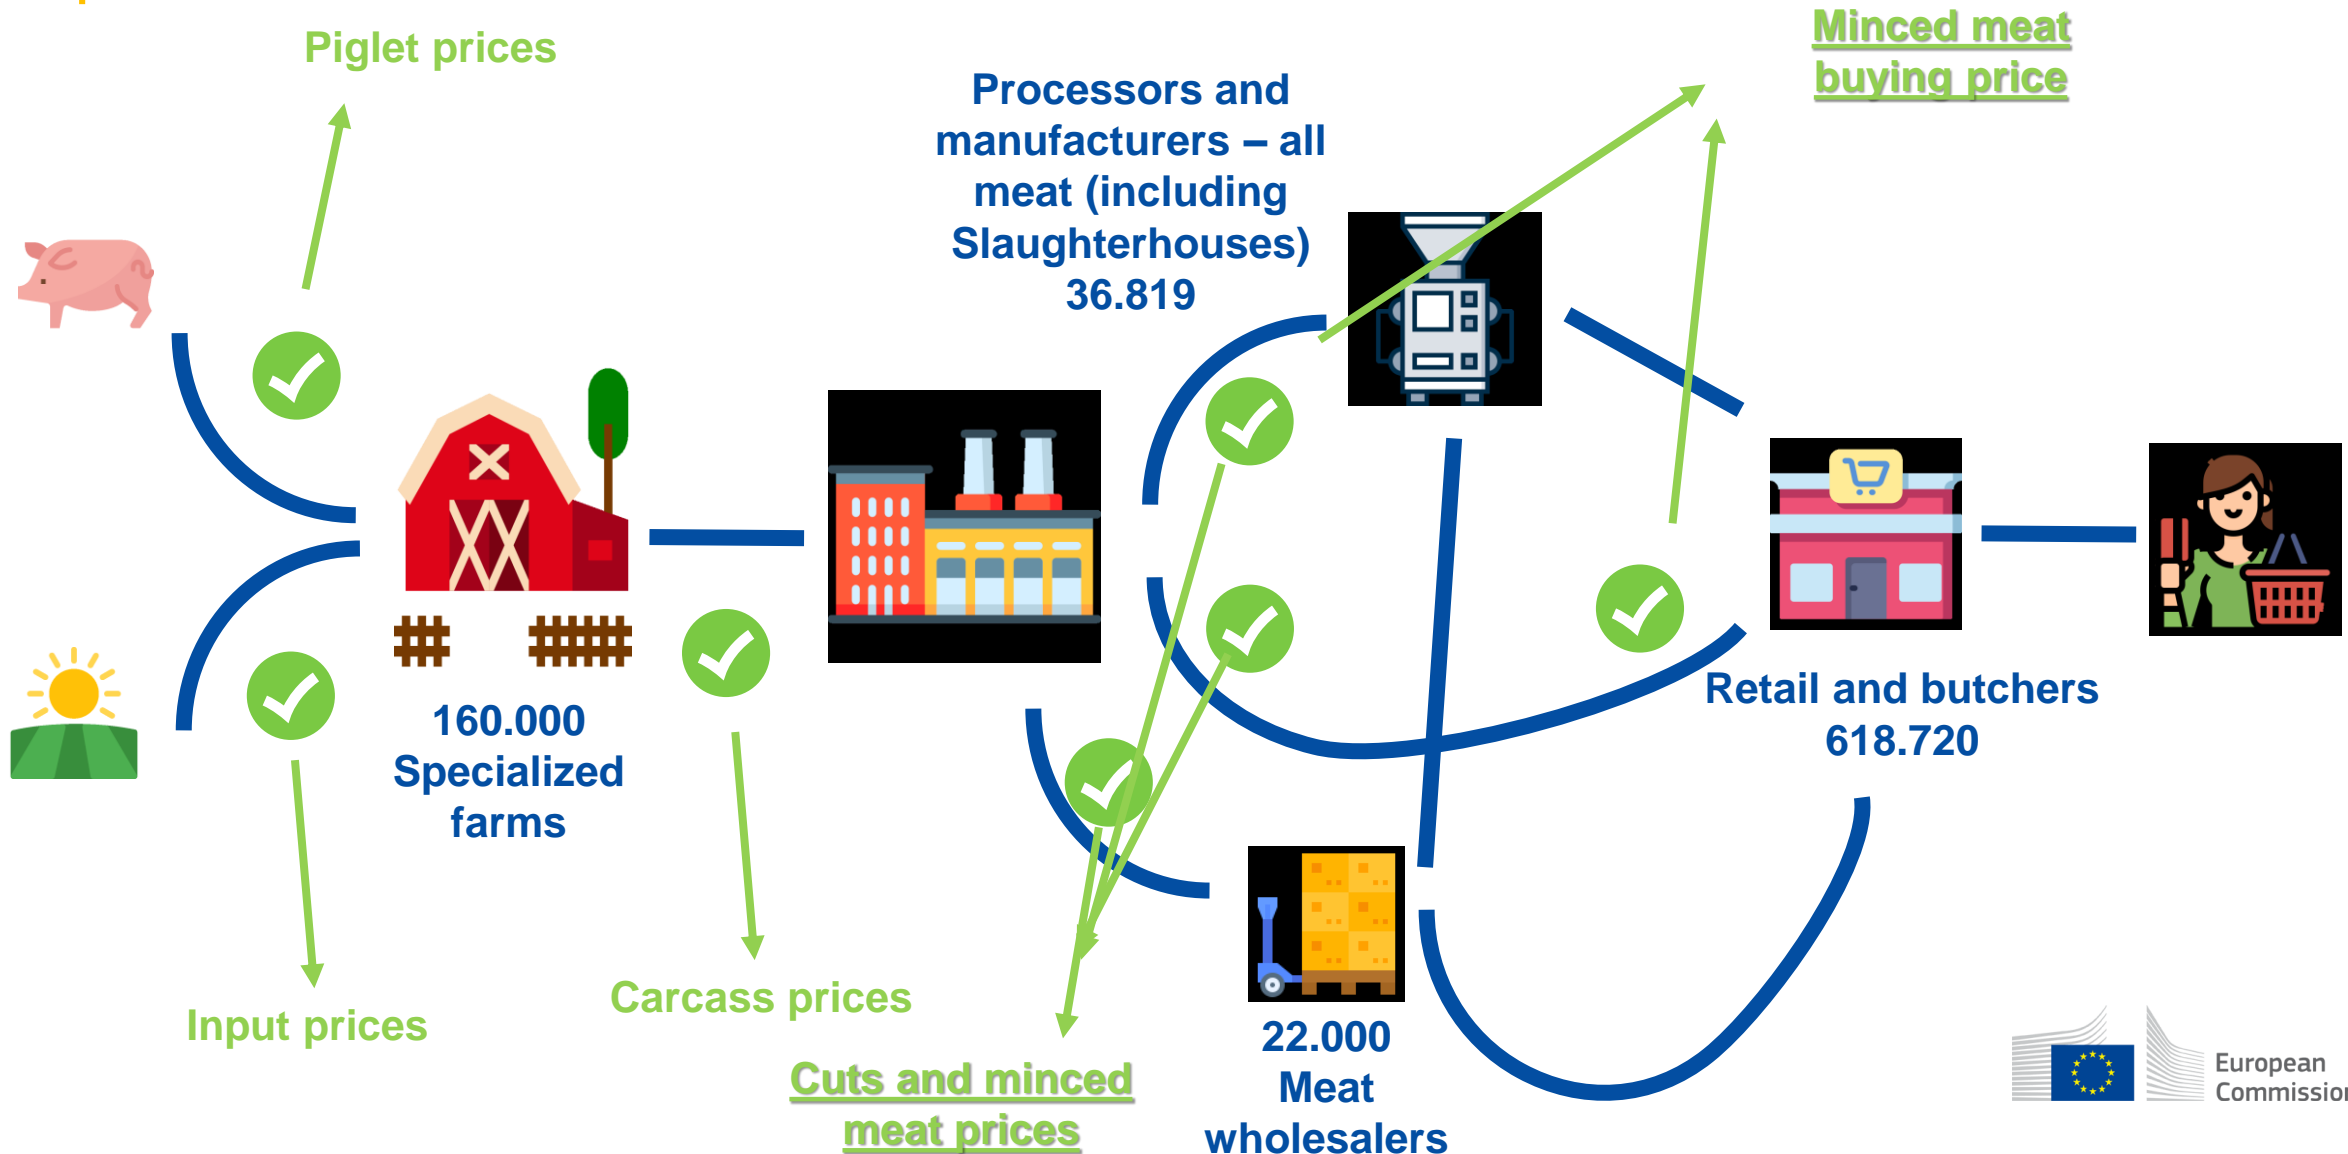 Piglet prices
Minced meat
buying price
Processors and
manufacturers – all
meat (including
Slaughterhouses)
36.819
160.000
Specialized
farms
Retail and butchers
618.720
Input prices
Carcass prices
Cuts and minced
meat prices
22.000
Meat
wholesalers
European
Commission